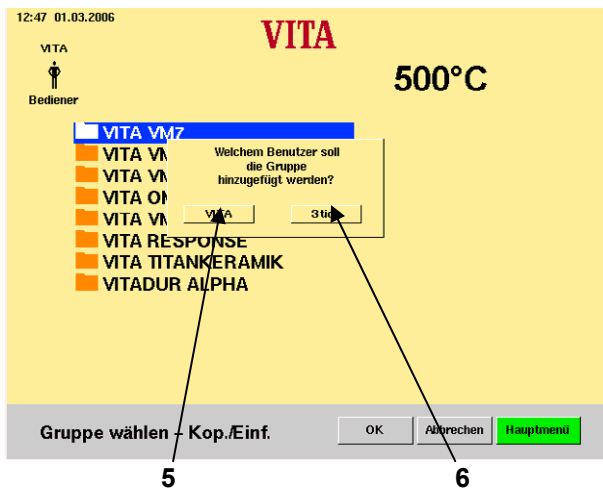 12:47 01.03.2006
VITA
VITA
500°C
Bediener
VITA VM7
VITA
VITA
VITA
VITA
VITA RESPONSE
VITA TITANKERAMIK
VITADUR ALPHA
Welchem Benutzer soll
die Gruppe
hinzugefügt werden?
VITA
Gruppe wählen - Kop./Einf.
OK
Abbrechen
Hauptmenü
5
6